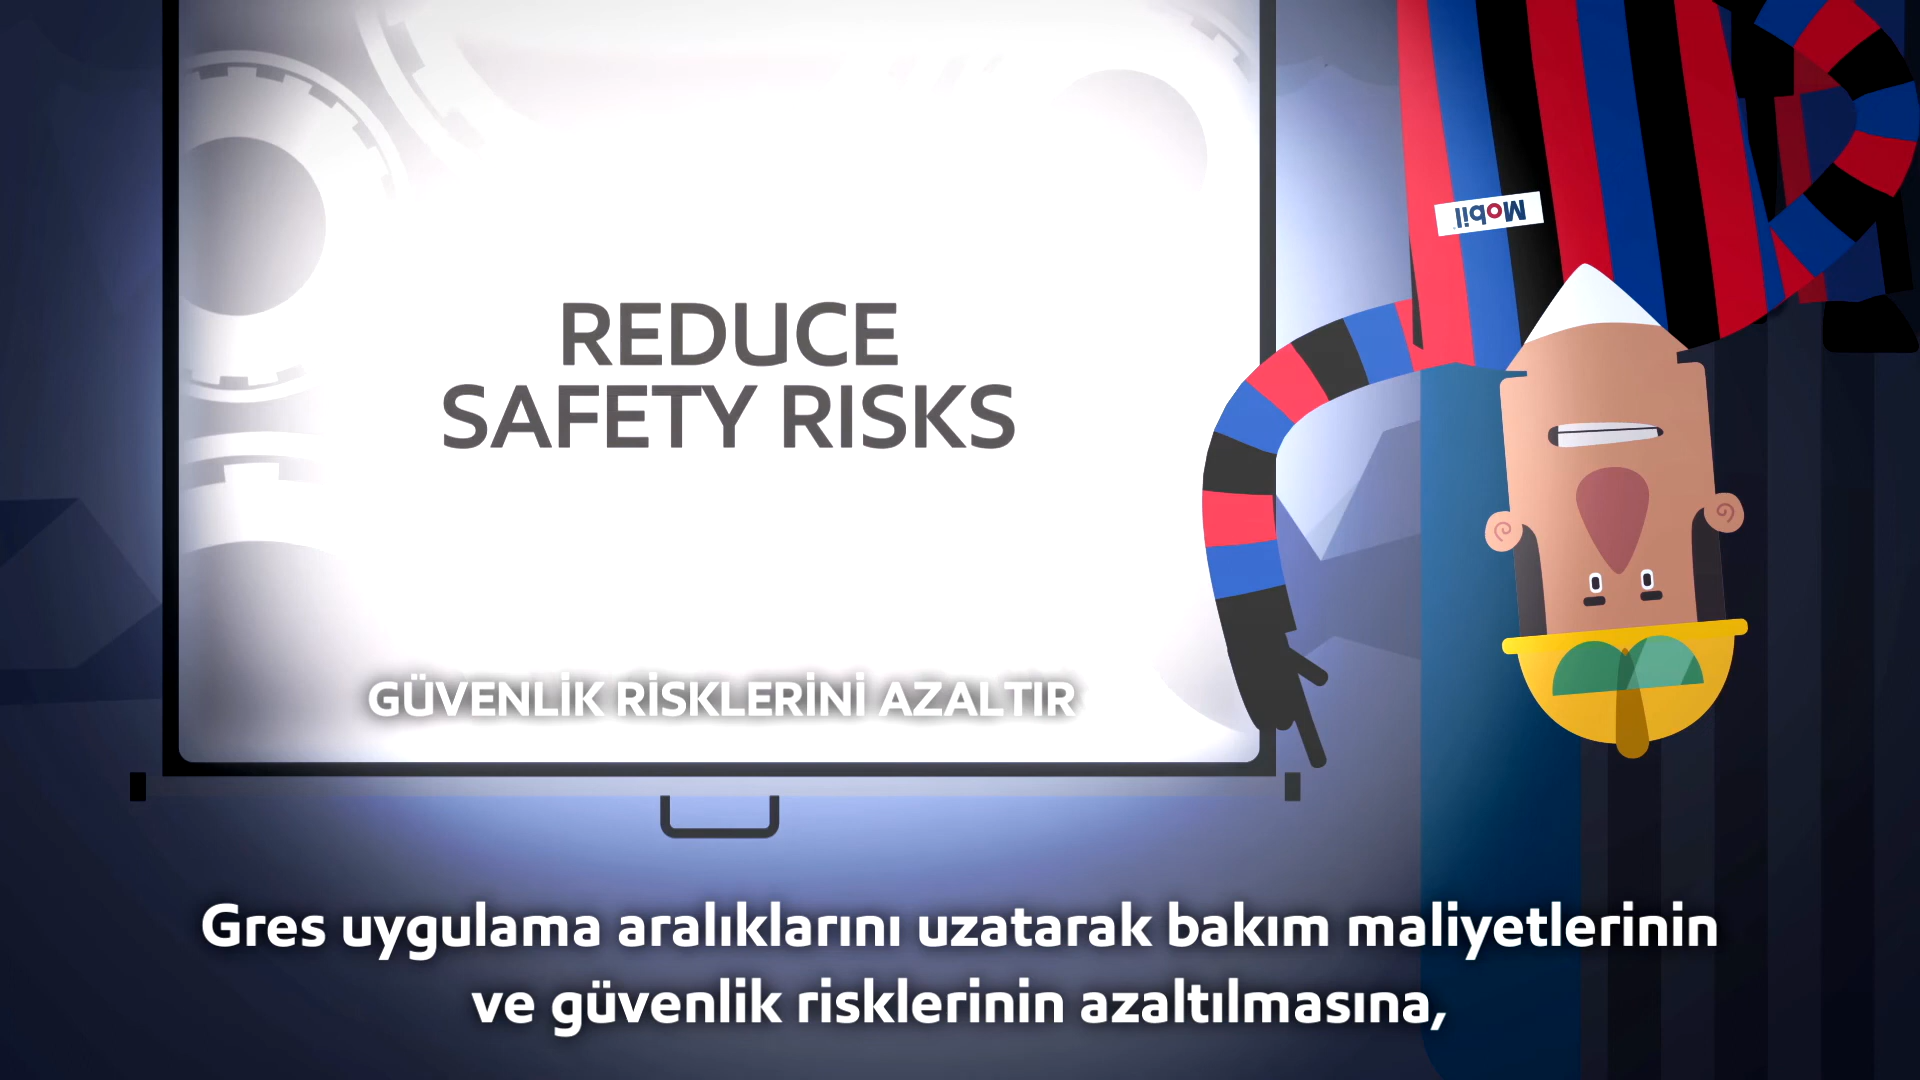 Mobil
REDUCE
SAFETY RISKS
GÜVENLİK RİSKLERİNİ AZALTIR
Gres uygulama aralıklarını uzatarak bakım maliyetlerinin
ve güvenlik risklerinin azaltılmasına,